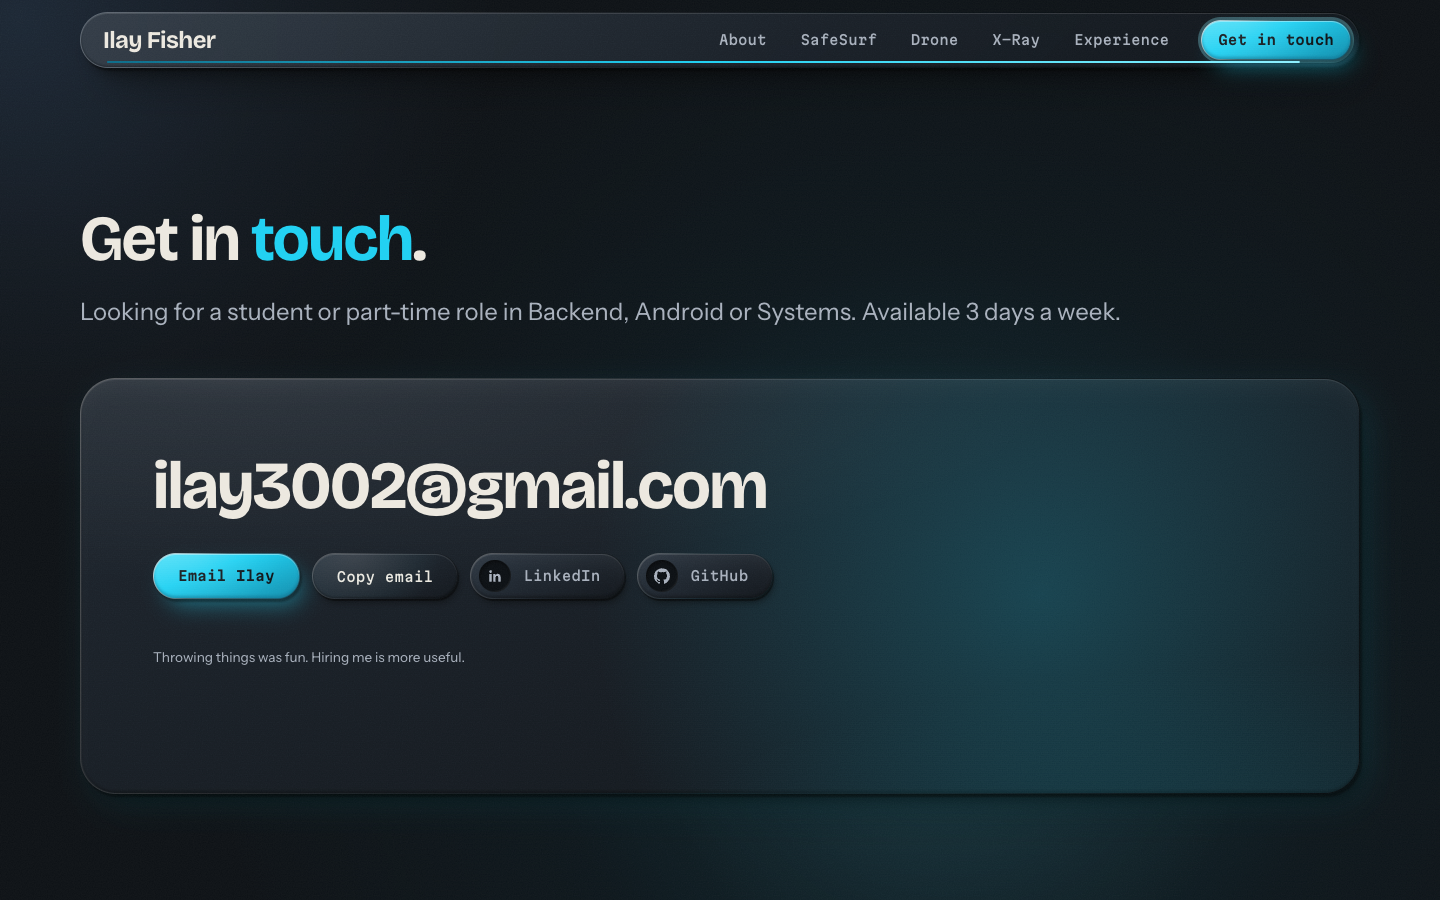 Ilay Fisher
About
SafeSurf
Drone
X-Ray
Experience
Get in touch
Get in touch.
Looking for a student or part-time role in Backend, Android or Systems. Available 3 days a week.
ilay3002@gmail.com
Email Ilay
Copy email
in LinkedIn
GitHub
Throwing things was fun. Hiring me is more useful.